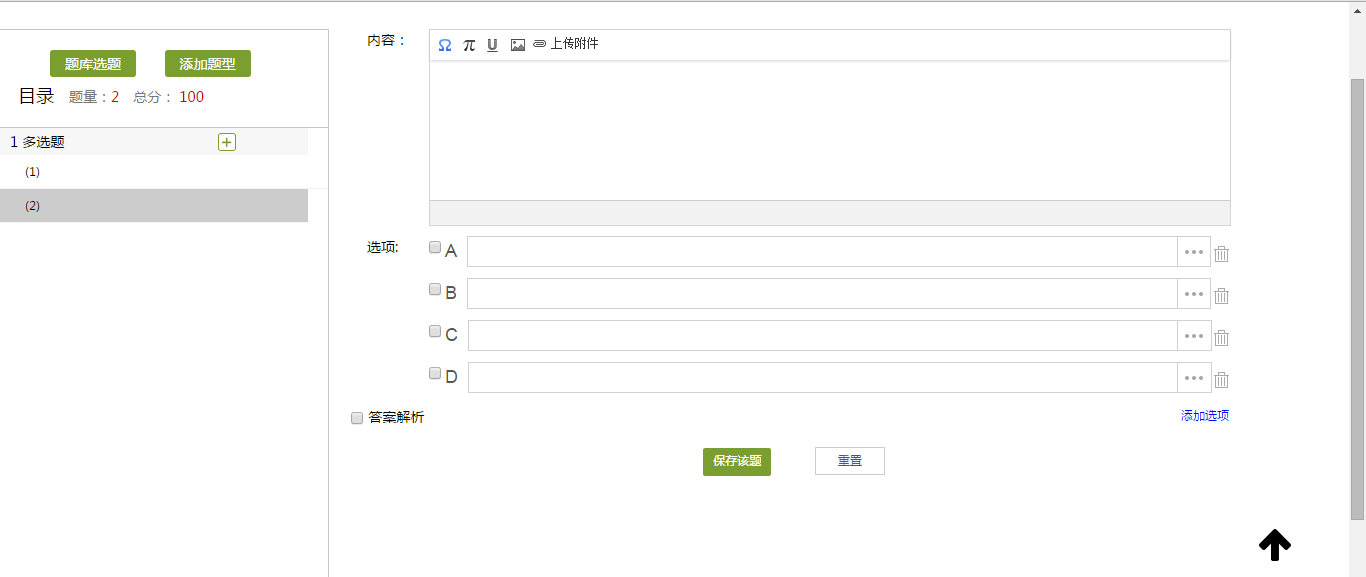 题库选题 添加题型
目录 题量：2 总分： 100
1 多选题
(1)
(2)
内容：
Ω π U 上传附件
选项:
A
B
C
D
答案解析 添加选项
保存该题 重置